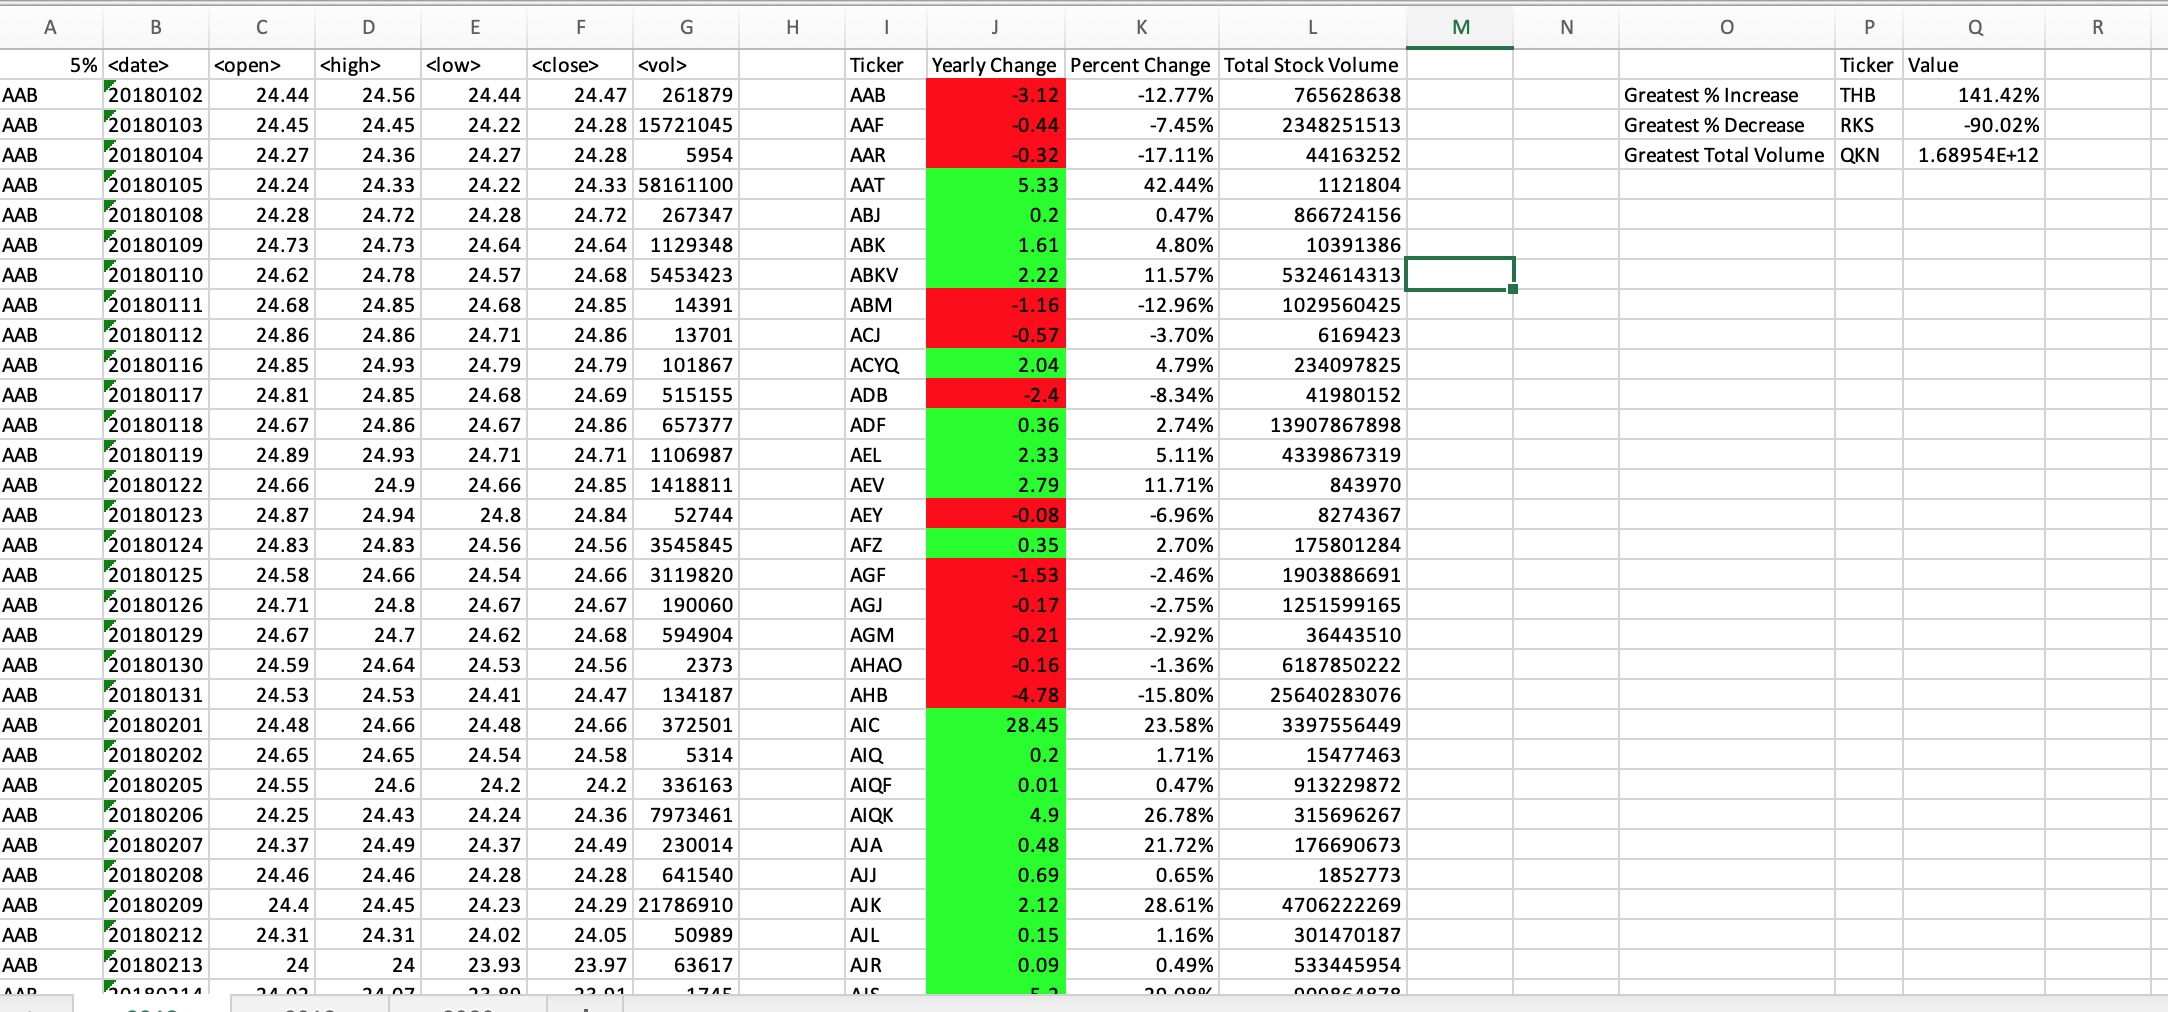 A B C D E F G H I J K L M N O P Q R
5% <date> <open> <high> <low> <close> <vol> Ticker Yearly Change Percent Change Total Stock Volume Ticker Value
AAB 20180102 24.44 24.56 24.44 24.47 261879 AAB -3.12 -12.77% 765628638 Greatest % Increase THB 141.42%
AAB 20180103 24.45 24.45 24.22 24.28 15721045 AAF -0.44 -7.45% 2348251513 Greatest % Decrease RKS -90.02%
AAB 20180104 24.27 24.36 24.27 24.28 5954 AAR -0.32 -17.11% 44163252 Greatest Total Volume QKN 1.68954E+12
AAB 20180105 24.24 24.33 24.22 24.33 58161100 AAT 5.33 42.44% 1121804
AAB 20180108 24.28 24.72 24.28 24.72 267347 ABJ 0.2 0.47% 866724156
AAB 20180109 24.73 24.73 24.64 24.64 1129348 ABK 1.61 4.80% 10391386
AAB 20180110 24.62 24.78 24.57 24.68 5453423 ABKV 2.22 11.57% 5324614313
AAB 20180111 24.68 24.85 24.68 24.85 14391 ABM -1.16 -12.96% 1029560425
AAB 20180112 24.86 24.86 24.71 24.86 13701 ACJ -0.57 -3.70% 6169423
AAB 20180116 24.85 24.93 24.79 24.79 101867 ACYQ 2.04 4.79% 234097825
AAB 20180117 24.81 24.85 24.68 24.69 515155 ADB -2.4 -8.34% 41980152
AAB 20180118 24.67 24.86 24.67 24.86 657377 ADF 0.36 2.74% 13907867898
AAB 20180119 24.89 24.93 24.71 24.71 1106987 AEL 2.33 5.11% 4339867319
AAB 20180122 24.66 24.9 24.66 24.85 1418811 AEV 2.79 11.71% 843970
AAB 20180123 24.87 24.94 24.8 24.84 52744 AEY -0.08 -6.96% 8274367
AAB 20180124 24.83 24.83 24.56 24.56 3545845 AFZ 0.35 2.70% 175801284
AAB 20180125 24.58 24.66 24.54 24.66 3119820 AGF -1.53 -2.46% 1903886691
AAB 20180126 24.71 24.8 24.67 24.67 190060 AGJ -0.17 -2.75% 1251599165
AAB 20180129 24.67 24.7 24.62 24.68 594904 AGM -0.21 -2.92% 36443510
AAB 20180130 24.59 24.64 24.53 24.56 2373 AHAO -0.16 -1.36% 6187850222
AAB 20180131 24.53 24.53 24.41 24.47 134187 AHB -4.78 -15.80% 25640283076
AAB 20180201 24.48 24.66 24.48 24.66 372501 AIC 28.45 23.58% 3397556449
AAB 20180202 24.65 24.65 24.54 24.58 5314 AIQ 0.2 1.71% 15477463
AAB 20180205 24.55 24.6 24.2 24.2 336163 AIQF 0.01 0.47% 913229872
AAB 20180206 24.25 24.43 24.24 24.36 7973461 AIQK 4.9 26.78% 315696267
AAB 20180207 24.37 24.49 24.37 24.49 230014 AJA 0.48 21.72% 176690673
AAB 20180208 24.46 24.46 24.28 24.28 641540 AJJ 0.69 0.65% 1852773
AAB 20180209 24.4 24.45 24.23 24.29 21786910 AJK 2.12 28.61% 4706222269
AAB 20180212 24.31 24.31 24.02 24.05 50989 AJL 0.15 1.16% 301470187
AAB 20180213 24 24 23.93 23.97 63617 AJR 0.09 0.49% 533445954